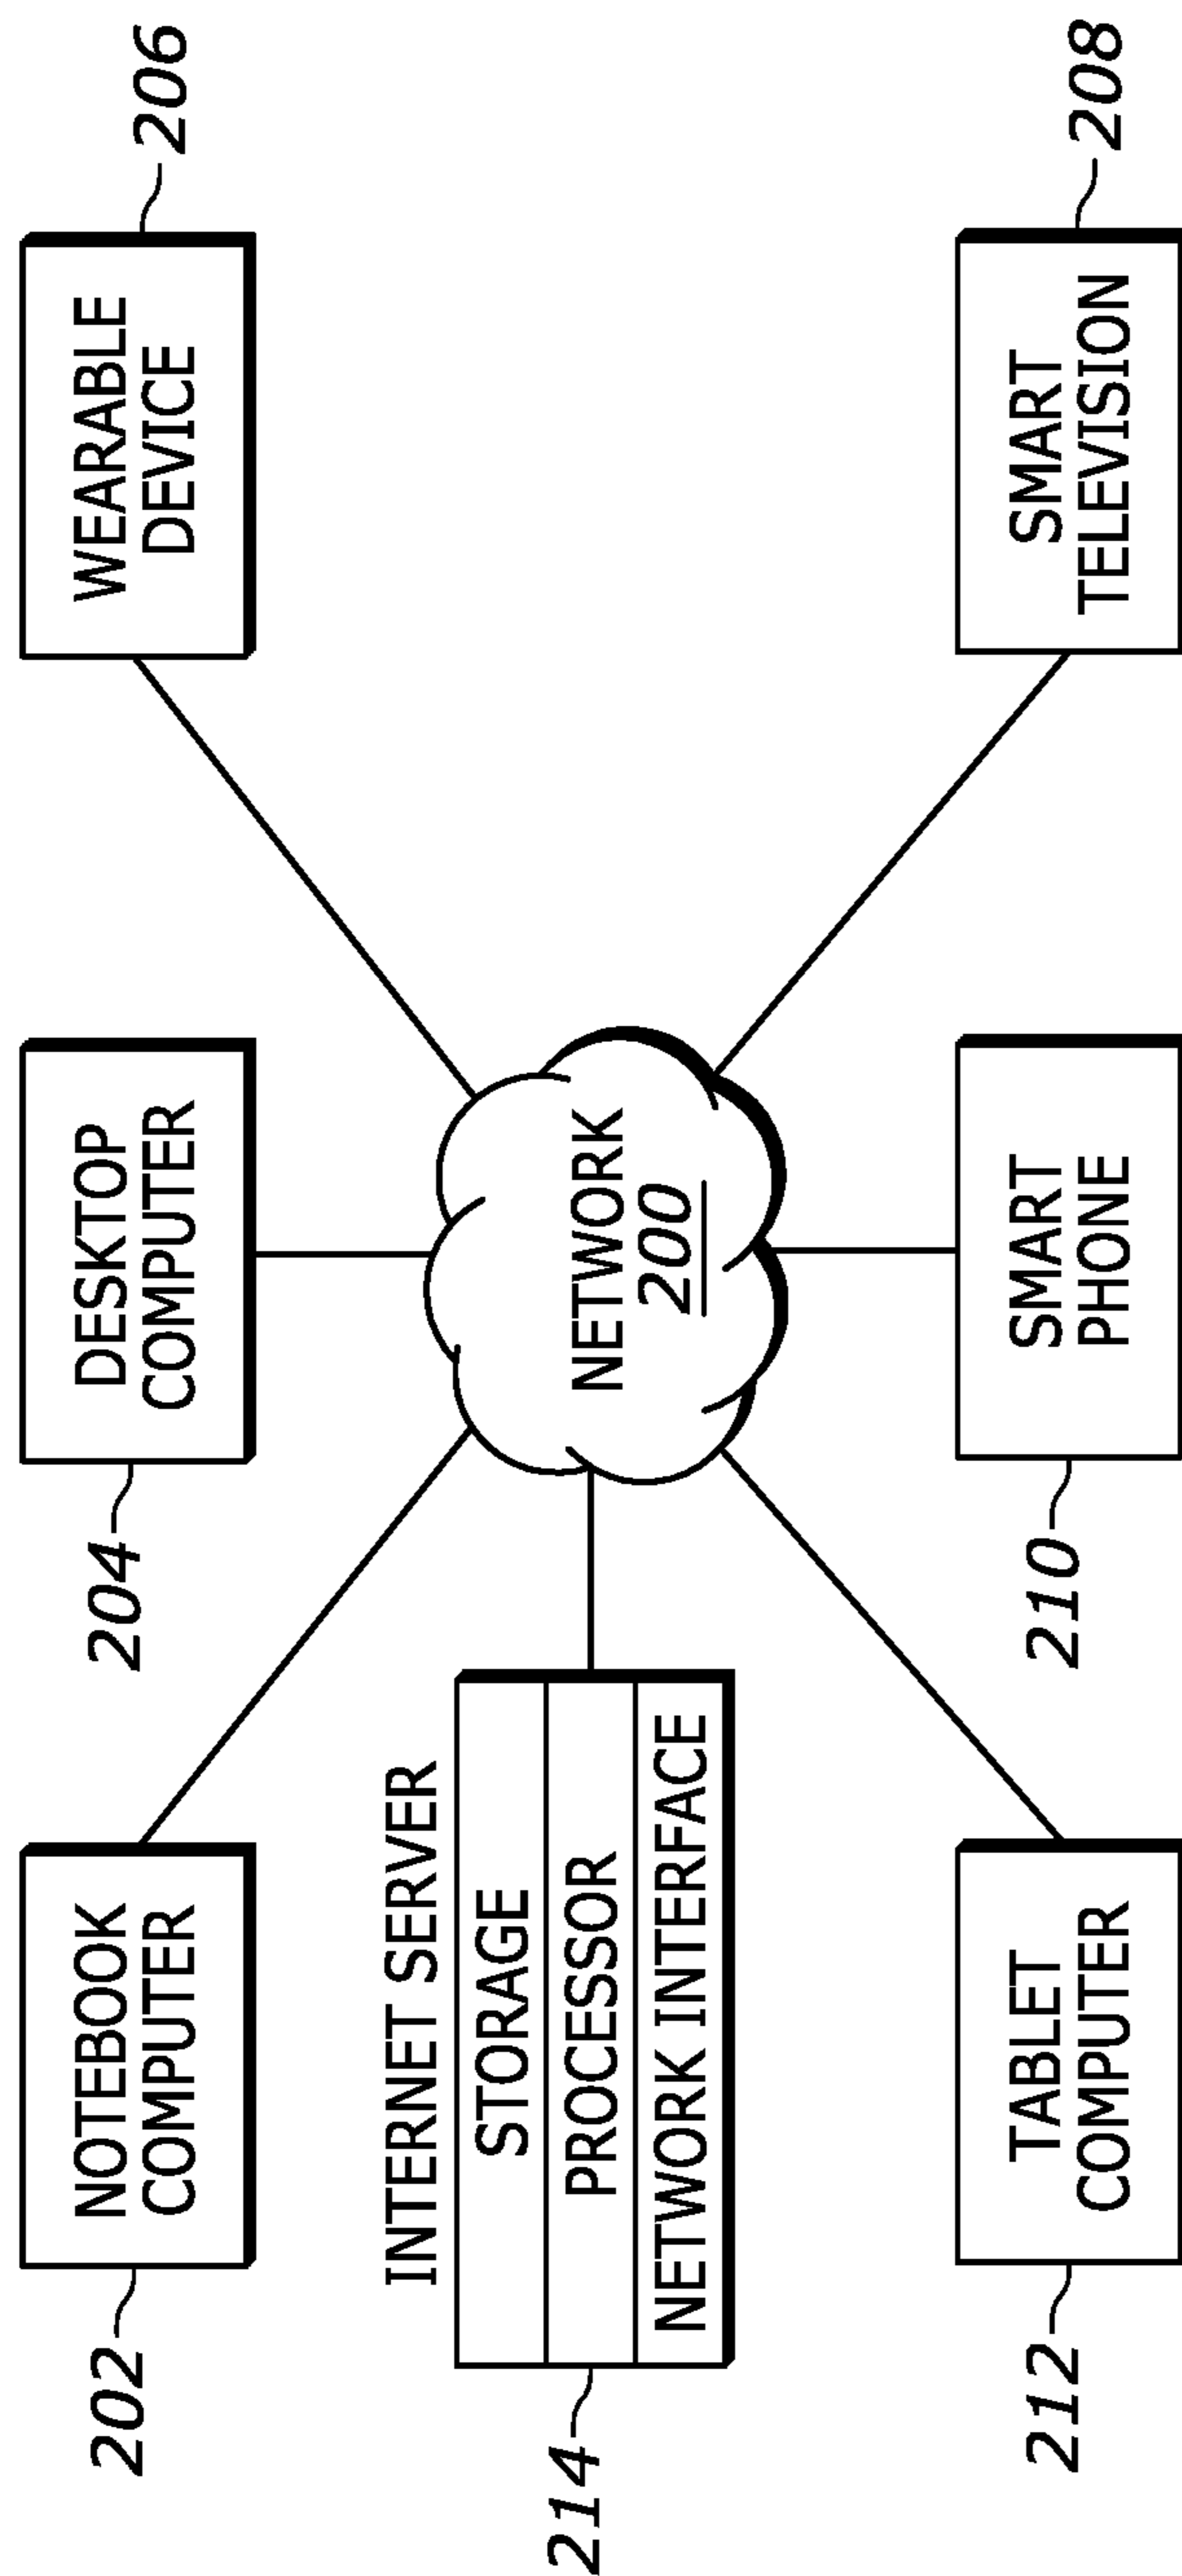 202
NOTEBOOK
COMPUTER
204
DESKTOP
COMPUTER
WEARABLE
DEVICE
206
INTERNET SERVER
214
STORAGE
PROCESSOR
NETWORK INTERFACE
NETWORK
200
212
TABLET
COMPUTER
210
SMART
PHONE
SMART
TELEVISION
208